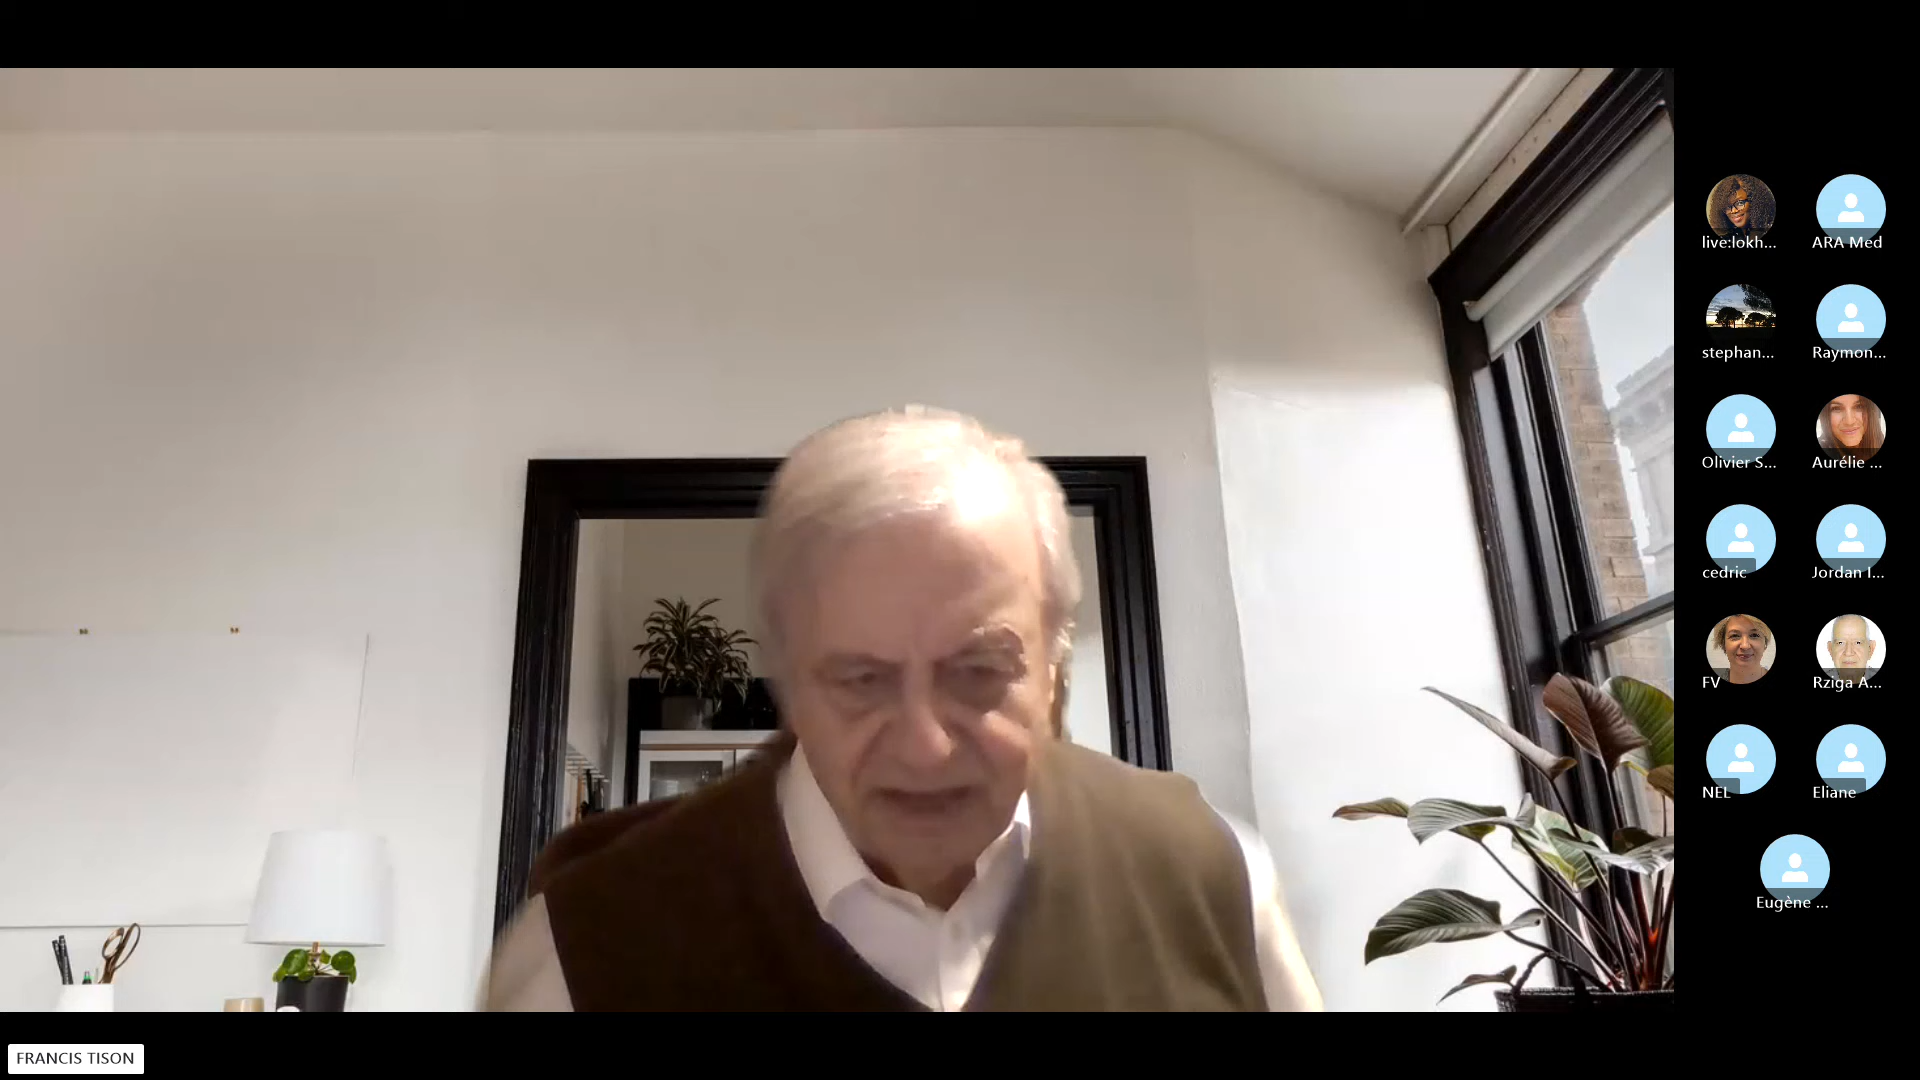 live:lokh...
ARA Med
stephan...
Raymon...
Olivier S...
Aurélie ...
cedric
Jordan I...
FV
Rziga A...
NEL
Eliane
Eugène ...
FRANCIS TISON